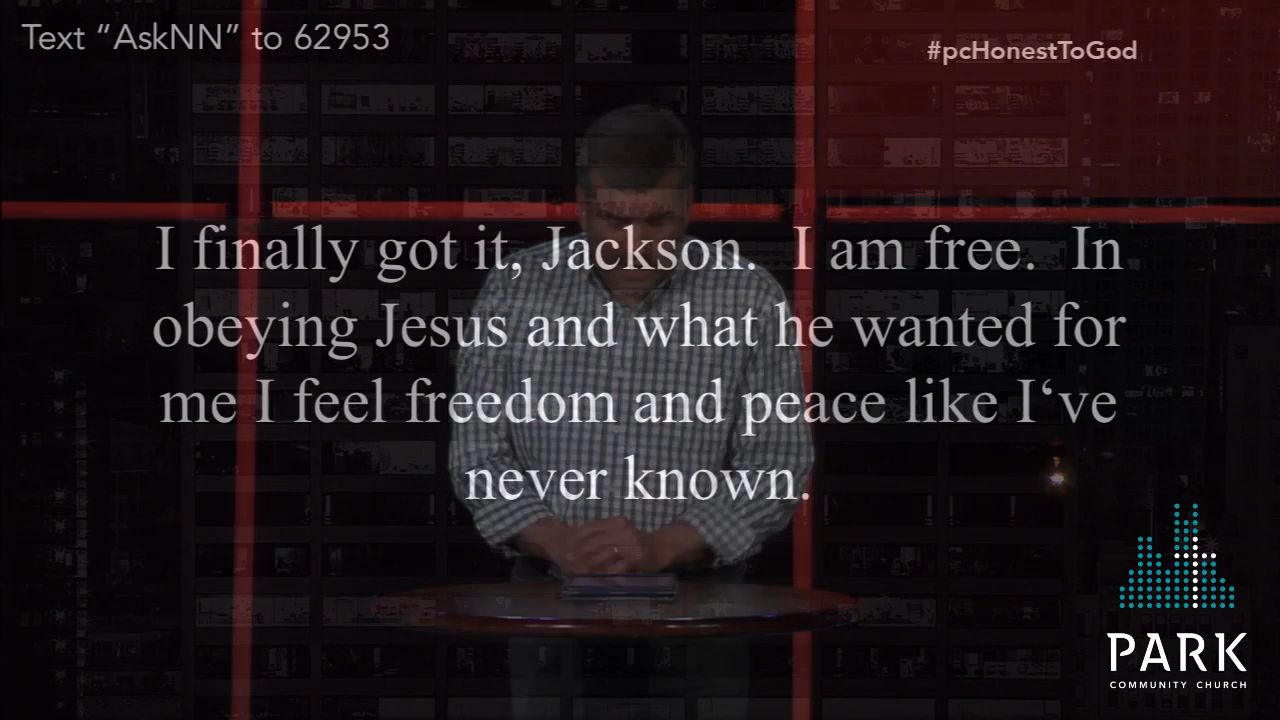 Text “AskNN” to 62953
#pcHonestToGod
I finally got it, Jackson.  I am free.  In
obeying Jesus and what he wanted for
me I feel freedom and peace like I‘ve
never known.
PARK
COMMUNITY CHURCH